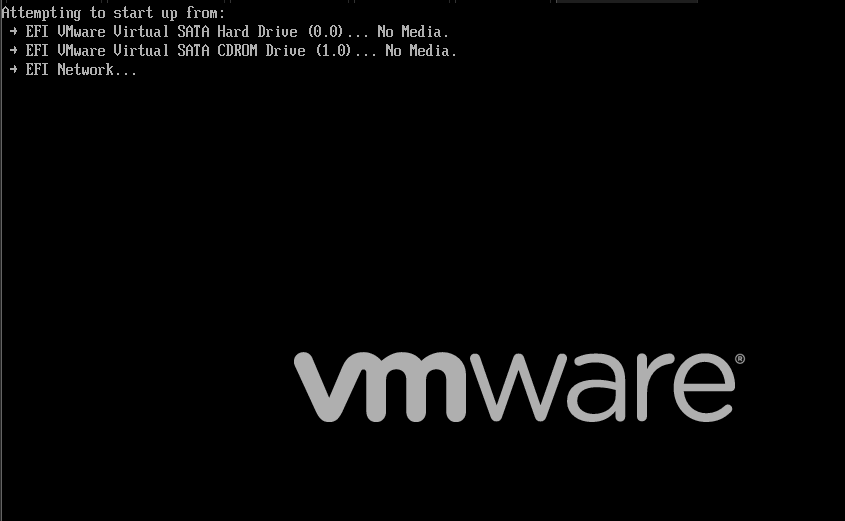 Attempting to start up from:
→ EFI VMware Virtual SATA Hard Drive (0.0)... No Media.
→ EFI VMware Virtual SATA CDROM Drive (1.0)... No Media.
→ EFI Network...
vmware®